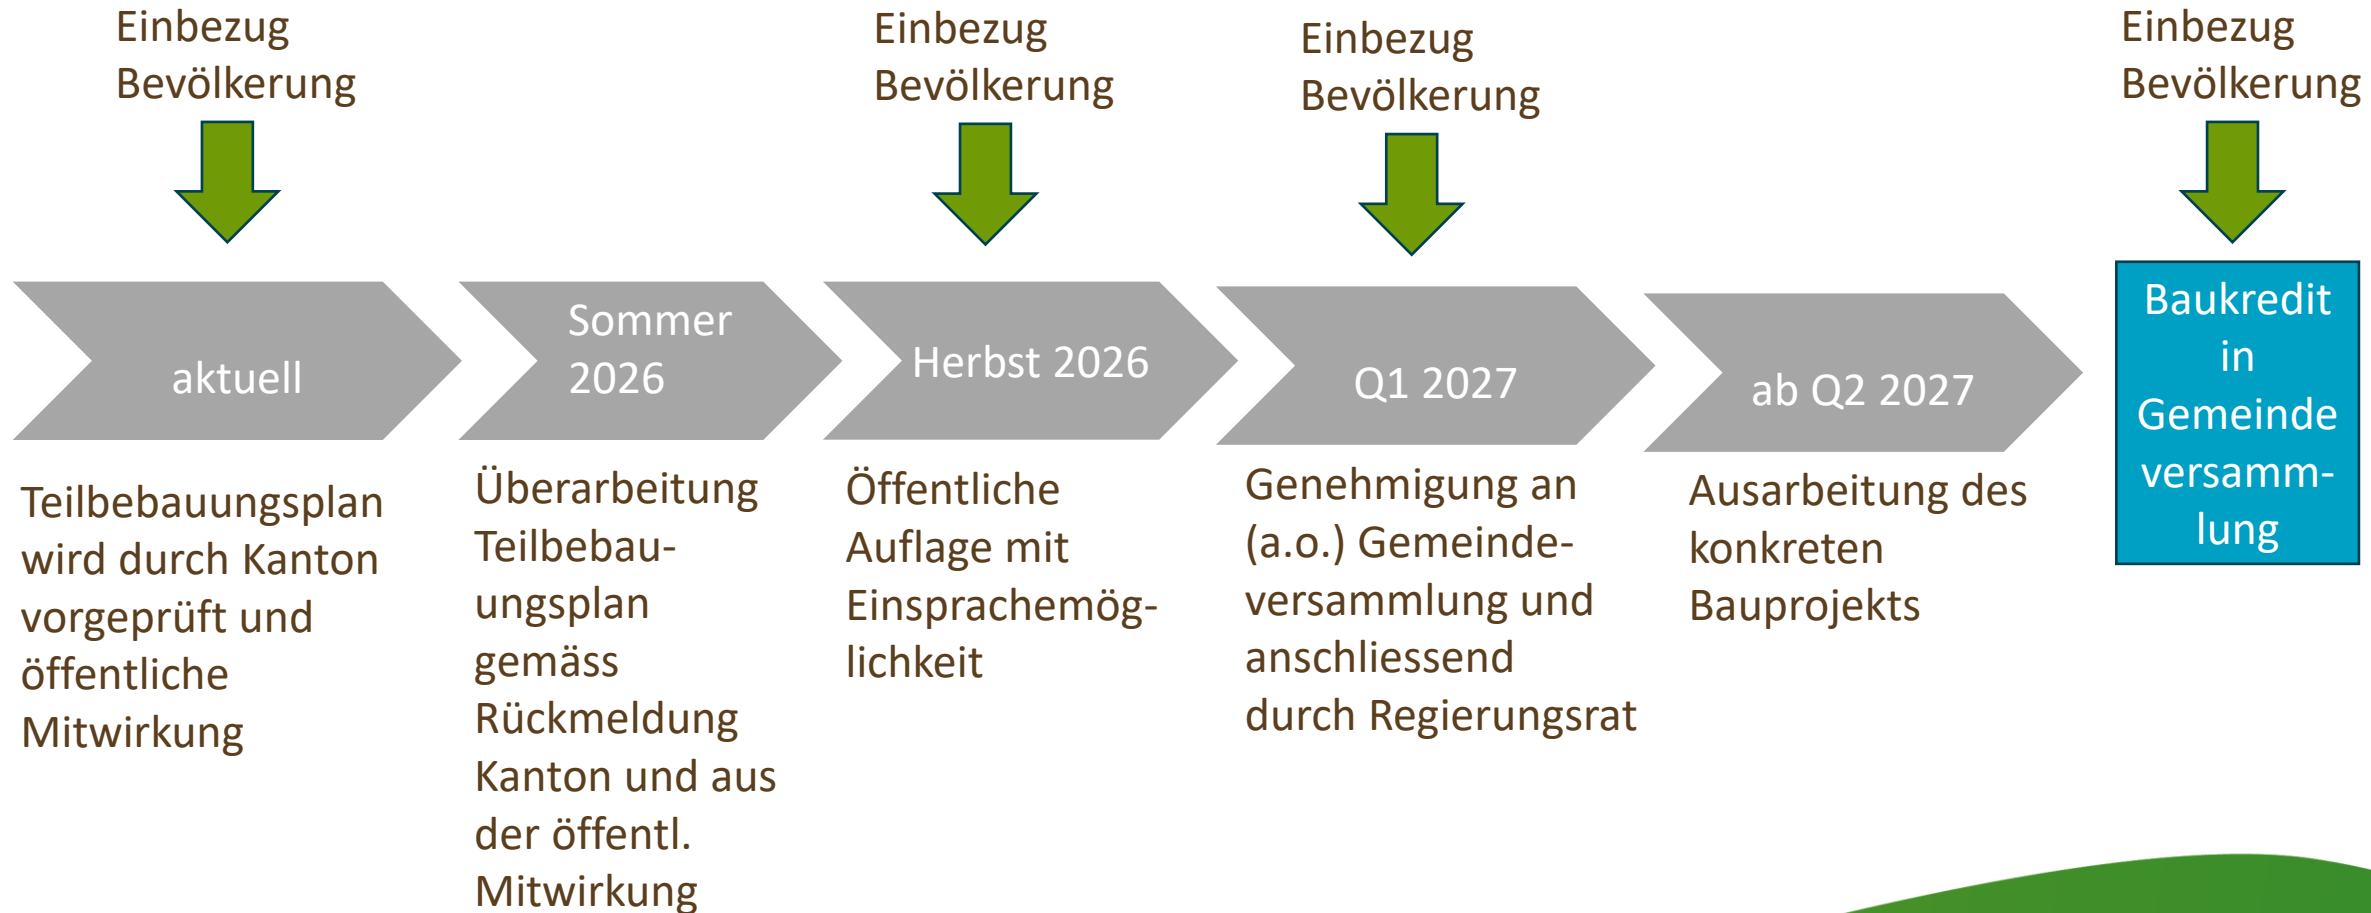 Einbezug
Bevölkerung
Einbezug
Bevölkerung
Einbezug
Bevölkerung
Einbezug
Bevölkerung
aktuell
Sommer
2026
Herbst 2026
Q1 2027
ab Q2 2027
Baukredit
in
Gemeinde
versamm-
lung
Teilbebauungsplan
wird durch Kanton
vorgeprüft und
öffentliche
Mitwirkung
Überarbeitung
Teilbebau-
ungsplan
gemäss
Rückmeldung
Kanton und aus
der öffentl.
Mitwirkung
Öffentliche
Auflage mit
Einsprachemög-
lichkeit
Genehmigung an
(a.o.) Gemeinde-
versammlung und
anschliessend
durch Regierungsrat
Ausarbeitung des
konkreten
Bauprojekts